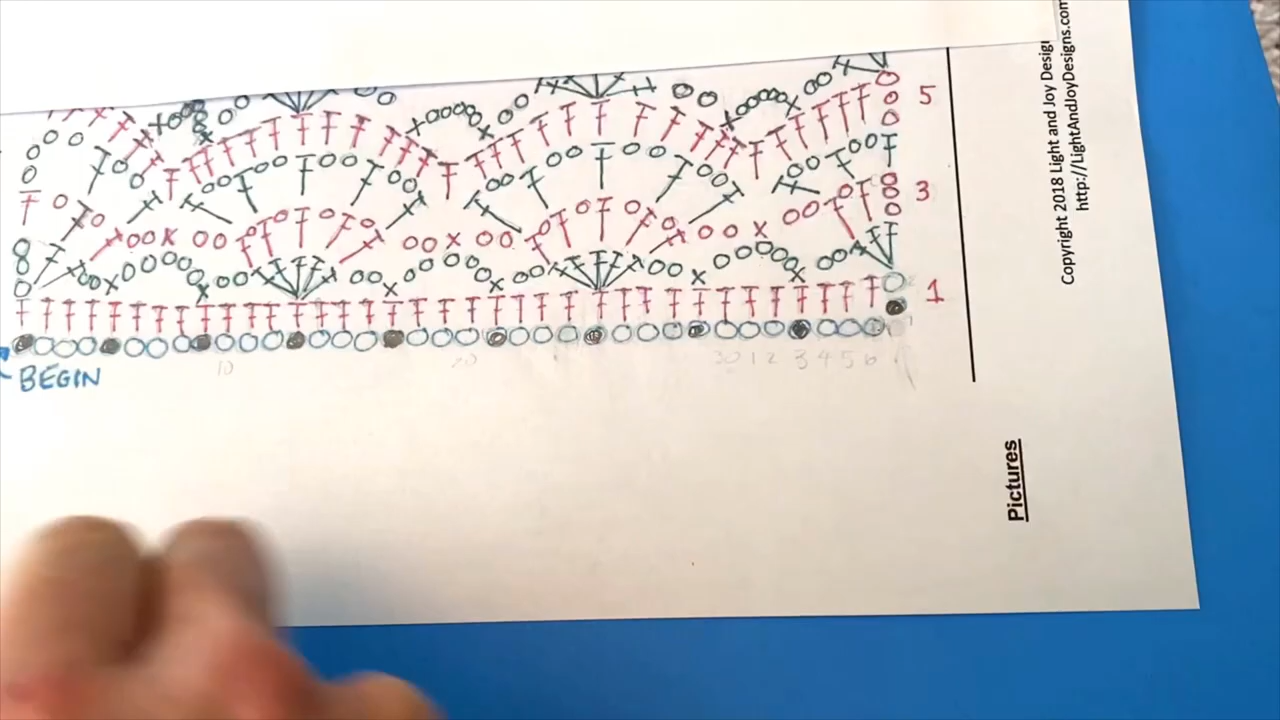 5
3
1
BEGIN
10
20
30 1 2 3 4 5 6
Pictures
Copyright 2018 Light and Joy Desig
http://LightAndJoyDesigns.com